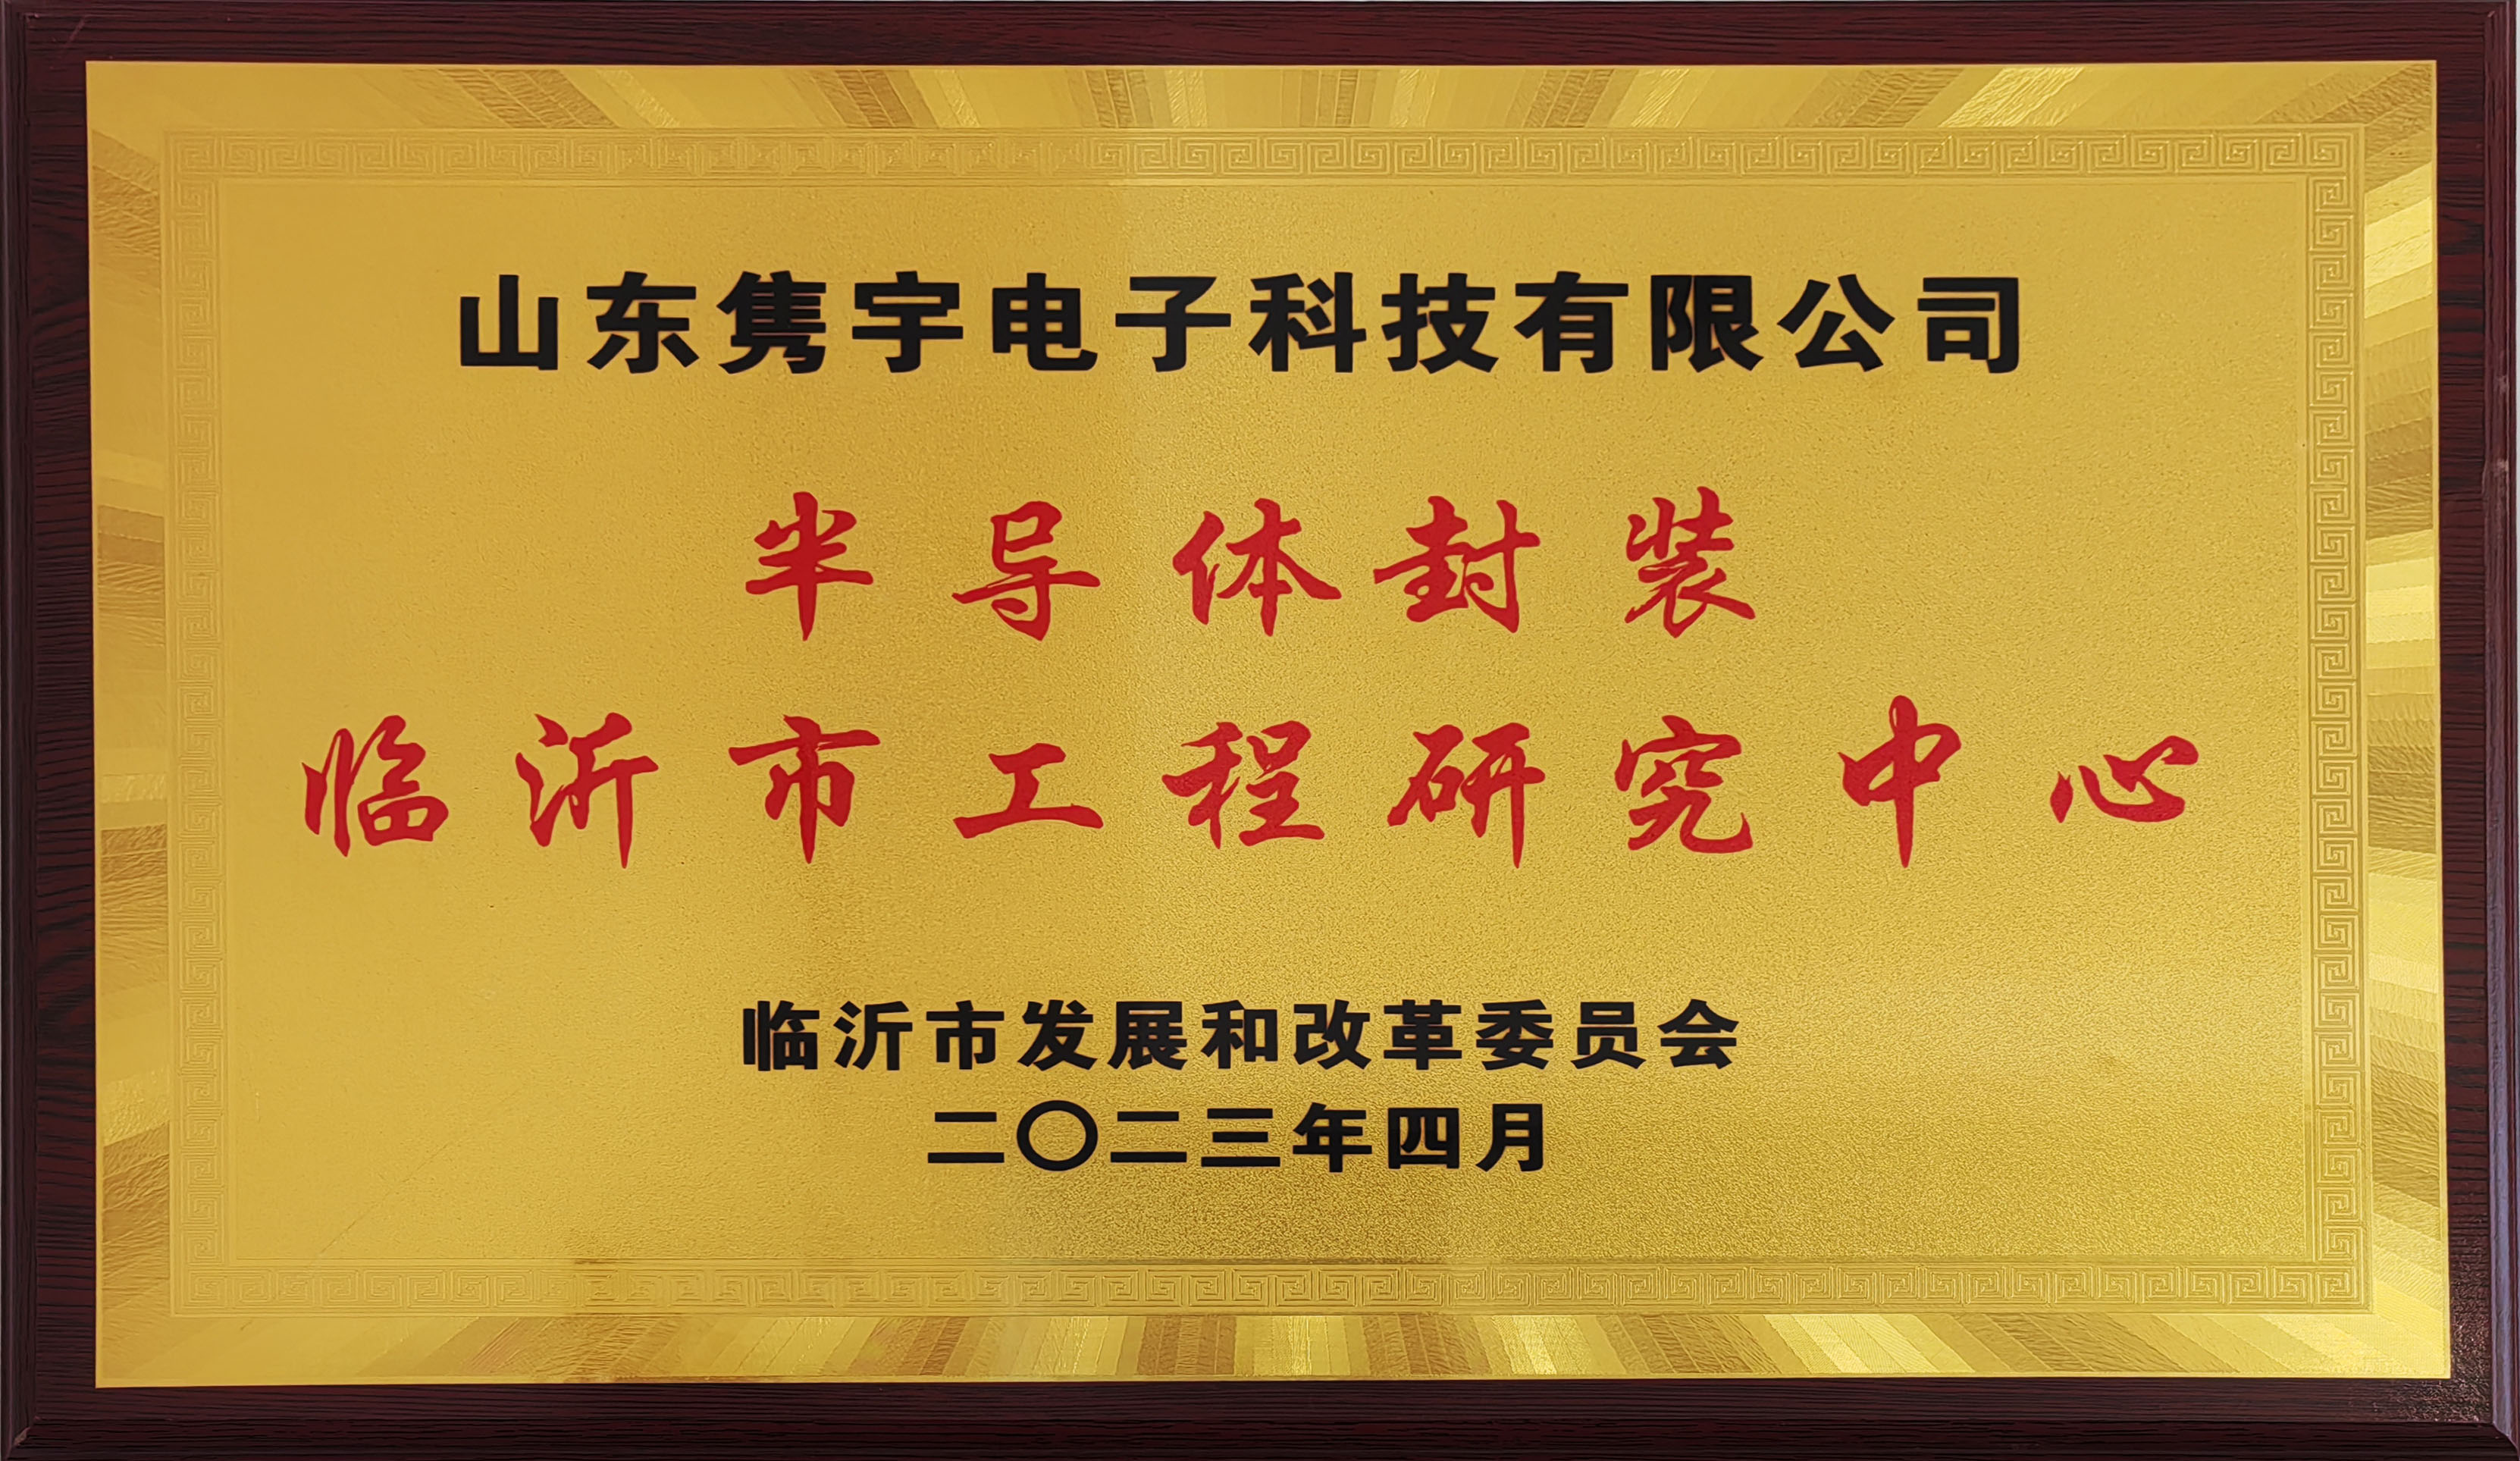 山东隽宇电子科技有限公司
半导体封装
临沂市工程研究中心
临沂市发展和改革委员会
二〇二三年四月